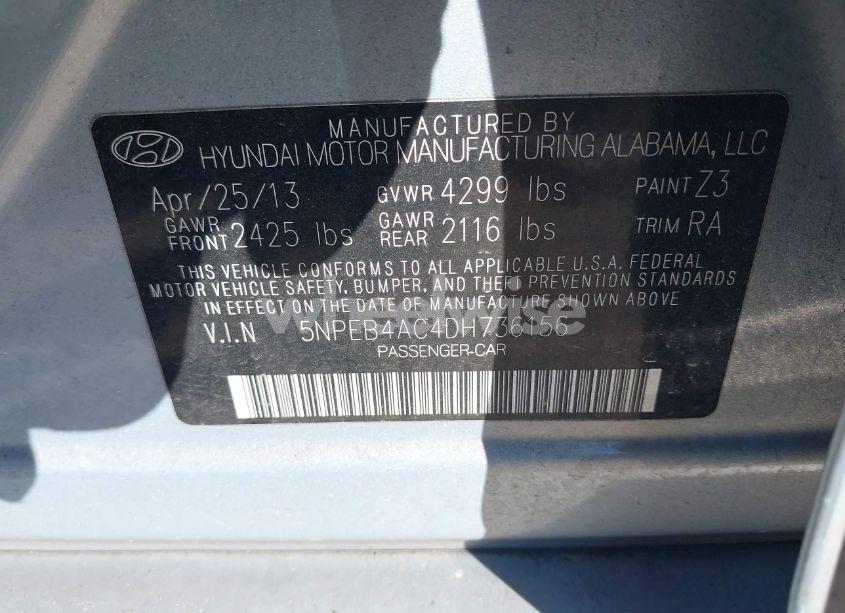 MANUFACTURED BY
HYUNDAI MOTOR MANUFACTURING ALABAMA, LLC
Apr/25/13 GVWR 4299 lbs PAINT Z3
GAWR FRONT 2425 lbs GAWR REAR 2116 lbs TRIM RA
THIS VEHICLE CONFORMS TO ALL APPLICABLE U.S.A. FEDERAL
MOTOR VEHICLE SAFETY, BUMPER, AND THEFT PREVENTION STANDARDS
IN EFFECT ON THE DATE OF MANUFACTURING SHOWN ABOVE
wheelwise
V.I.N 5NPEB4AC4DH736156
PASSENGER-CAR